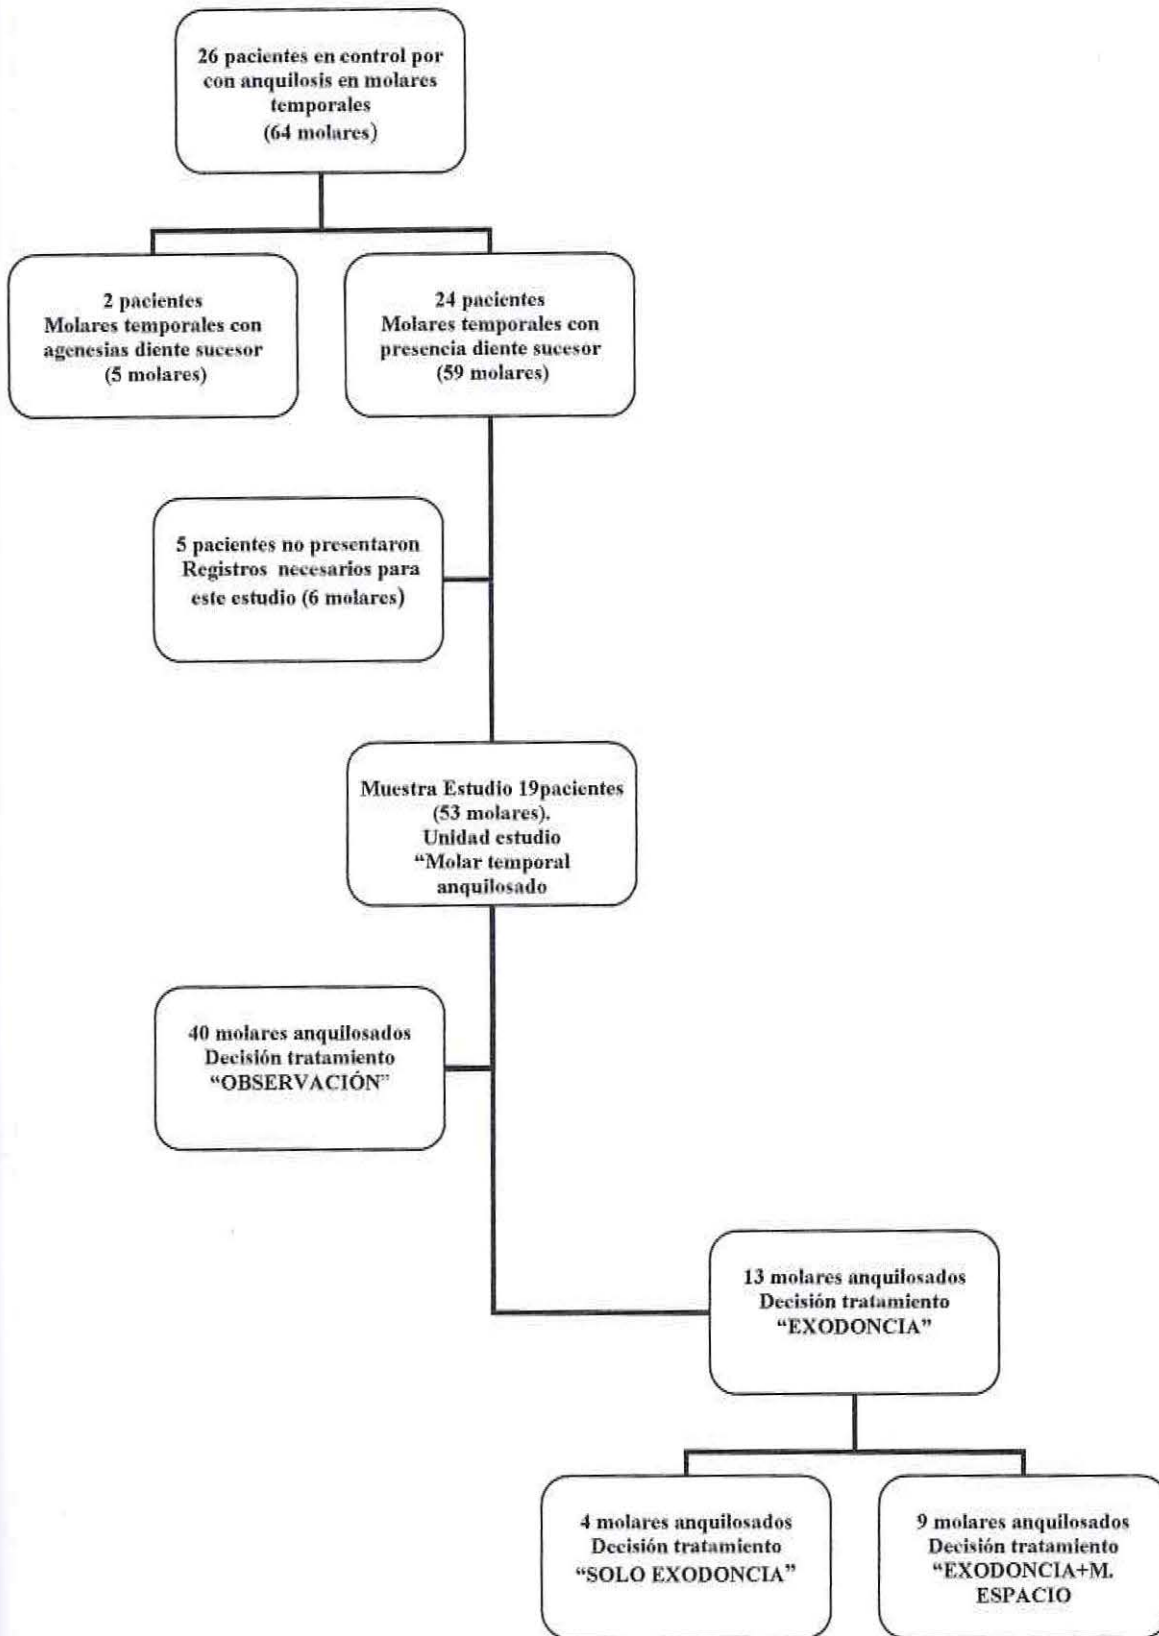 26 pacientes en control por
con anquilosis en molares
temporales
(64 molares)
2 pacientes
Molares temporales con
agenesias diente sucesor
(5 molares)
24 pacientes
Molares temporales con
presencia diente sucesor
(59 molares)
5 pacientes no presentaron
Registros necesarios para
este estudio (6 molares)
Muestra Estudio 19pacientes
(53 molares).
Unidad estudio
“Molar temporal
anquilosado
40 molares anquilosados
Decisión tratamiento
“OBSERVACIÓN”
13 molares anquilosados
Decisión tratamiento
“EXODONCIA”
4 molares anquilosados
Decisión tratamiento
“SOLO EXODONCIA”
9 molares anquilosados
Decisión tratamiento
“EXODONCIA+M.
ESPACIO